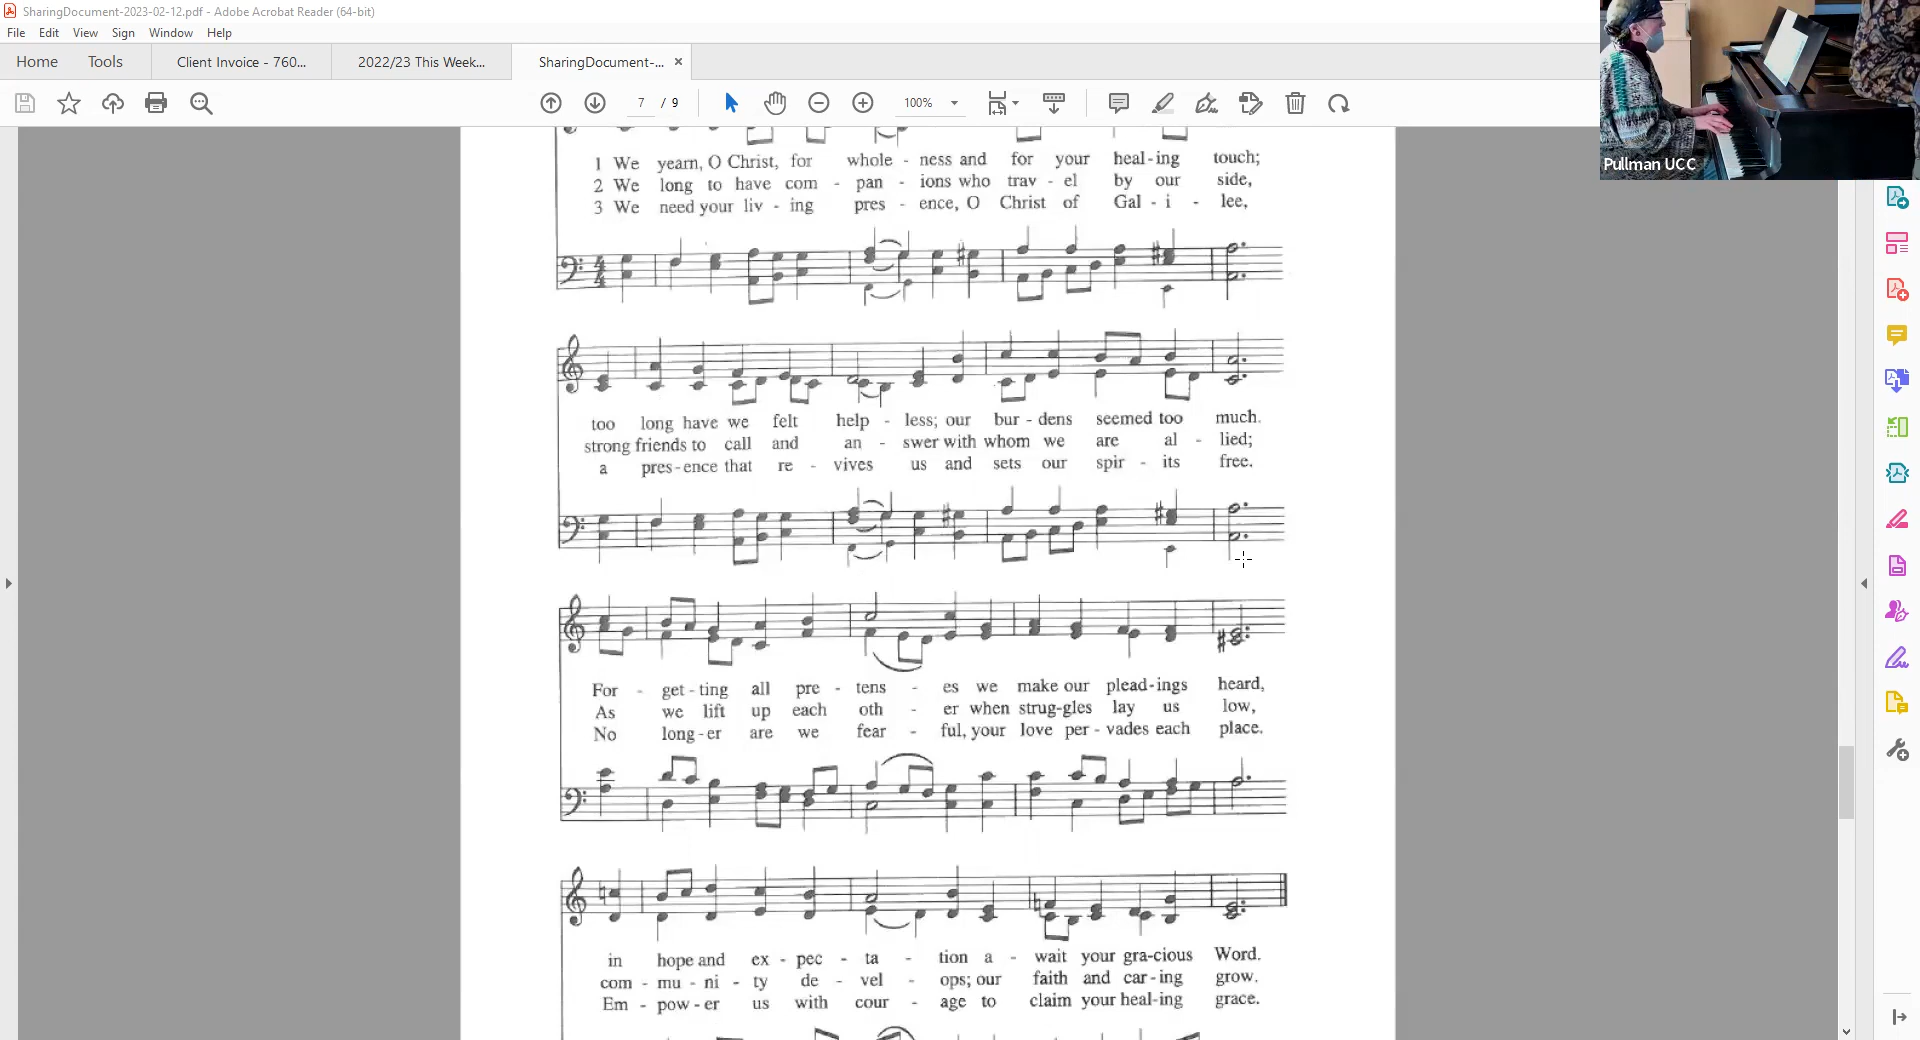 SharingDocument-2023-02-12.pdf - Adobe Acrobat Reader (64-bit)
File Edit View Sign Window Help
Home Tools Client Invoice - 760... 2022/23 This Week... SharingDocument-... ×
7 / 9 100%
Pullman UCC
1 We yearn, O Christ, for whole - ness and for your heal - ing touch;
2 We long to have com - pan - ions who trav - el by our side,
3 We need your liv - ing pres - ence, O Christ of Gal - i - lee,
too long have we felt help - less; our bur - dens seemed too much.
strong friends to call and an - swer with whom we are al - lied;
a pres - ence that re - vives us and sets our spir - its free.
For - get - ting all pre - tens - es we make our plead - ings heard,
As we lift up each oth - er when strug - gles lay us low,
No long - er are we fear - ful, your love per - vades each place.
in hope and ex - pec - ta - tion a - wait your gra - cious Word.
com - mu - ni - ty de - vel - ops; our faith and car - ing grow.
Em - pow - er us with cour - age to claim your heal - ing grace.